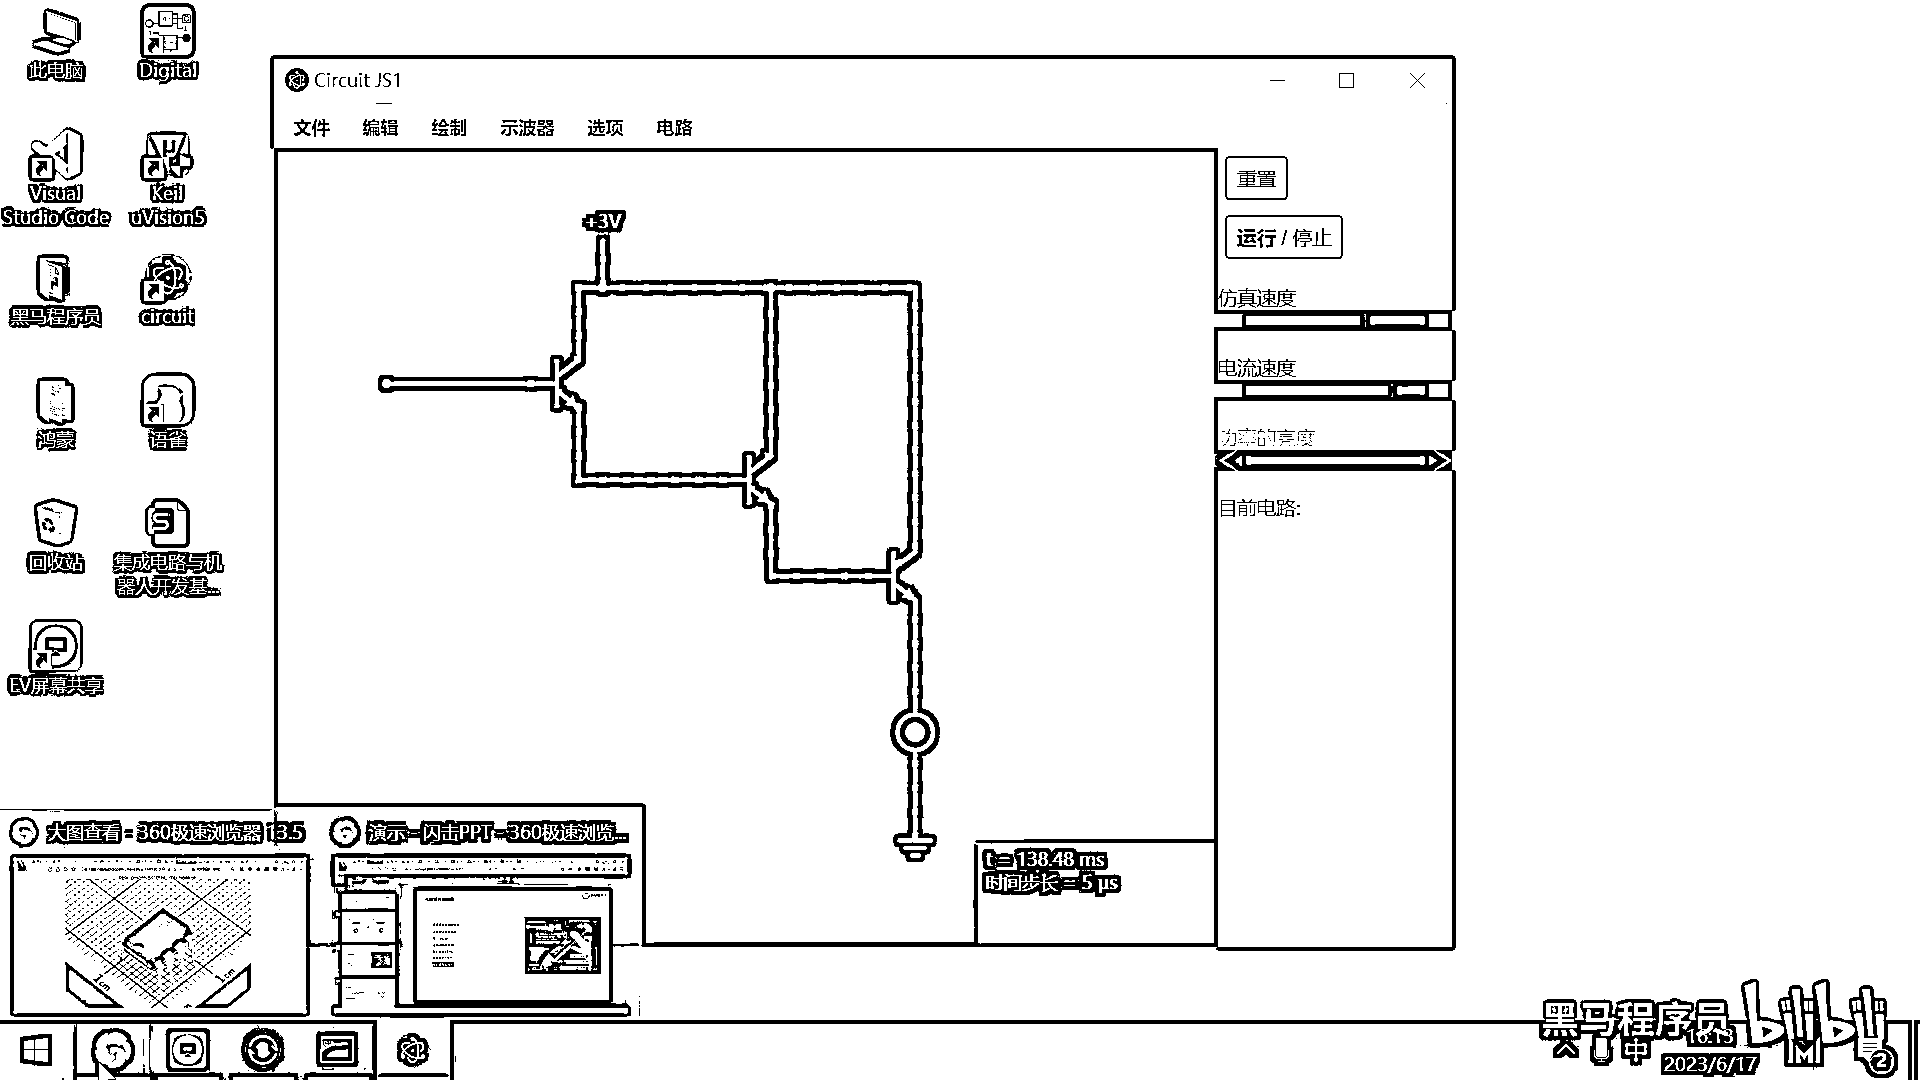 此电脑
Digital
Visual Studio Code
Keil uVision5
黑马程序员
circuit
鸿蒙
语雀
回收站
集成电路与机器人开发基...
EV屏幕共享
Circuit JS1
文件 编辑 绘制 示波器 选项 电路
+3V
重置
运行 / 停止
仿真速度
电流速度
功率的亮度
目前电路:
t = 138.48 ms
时间步长 = 5 µs
大图查看 - 360极速浏览器 13.5
演示 - 闪击PPT - 360极速浏览...
1cm
1cm
黑马程序员
bilibili
中
16:13
2023/6/17
2